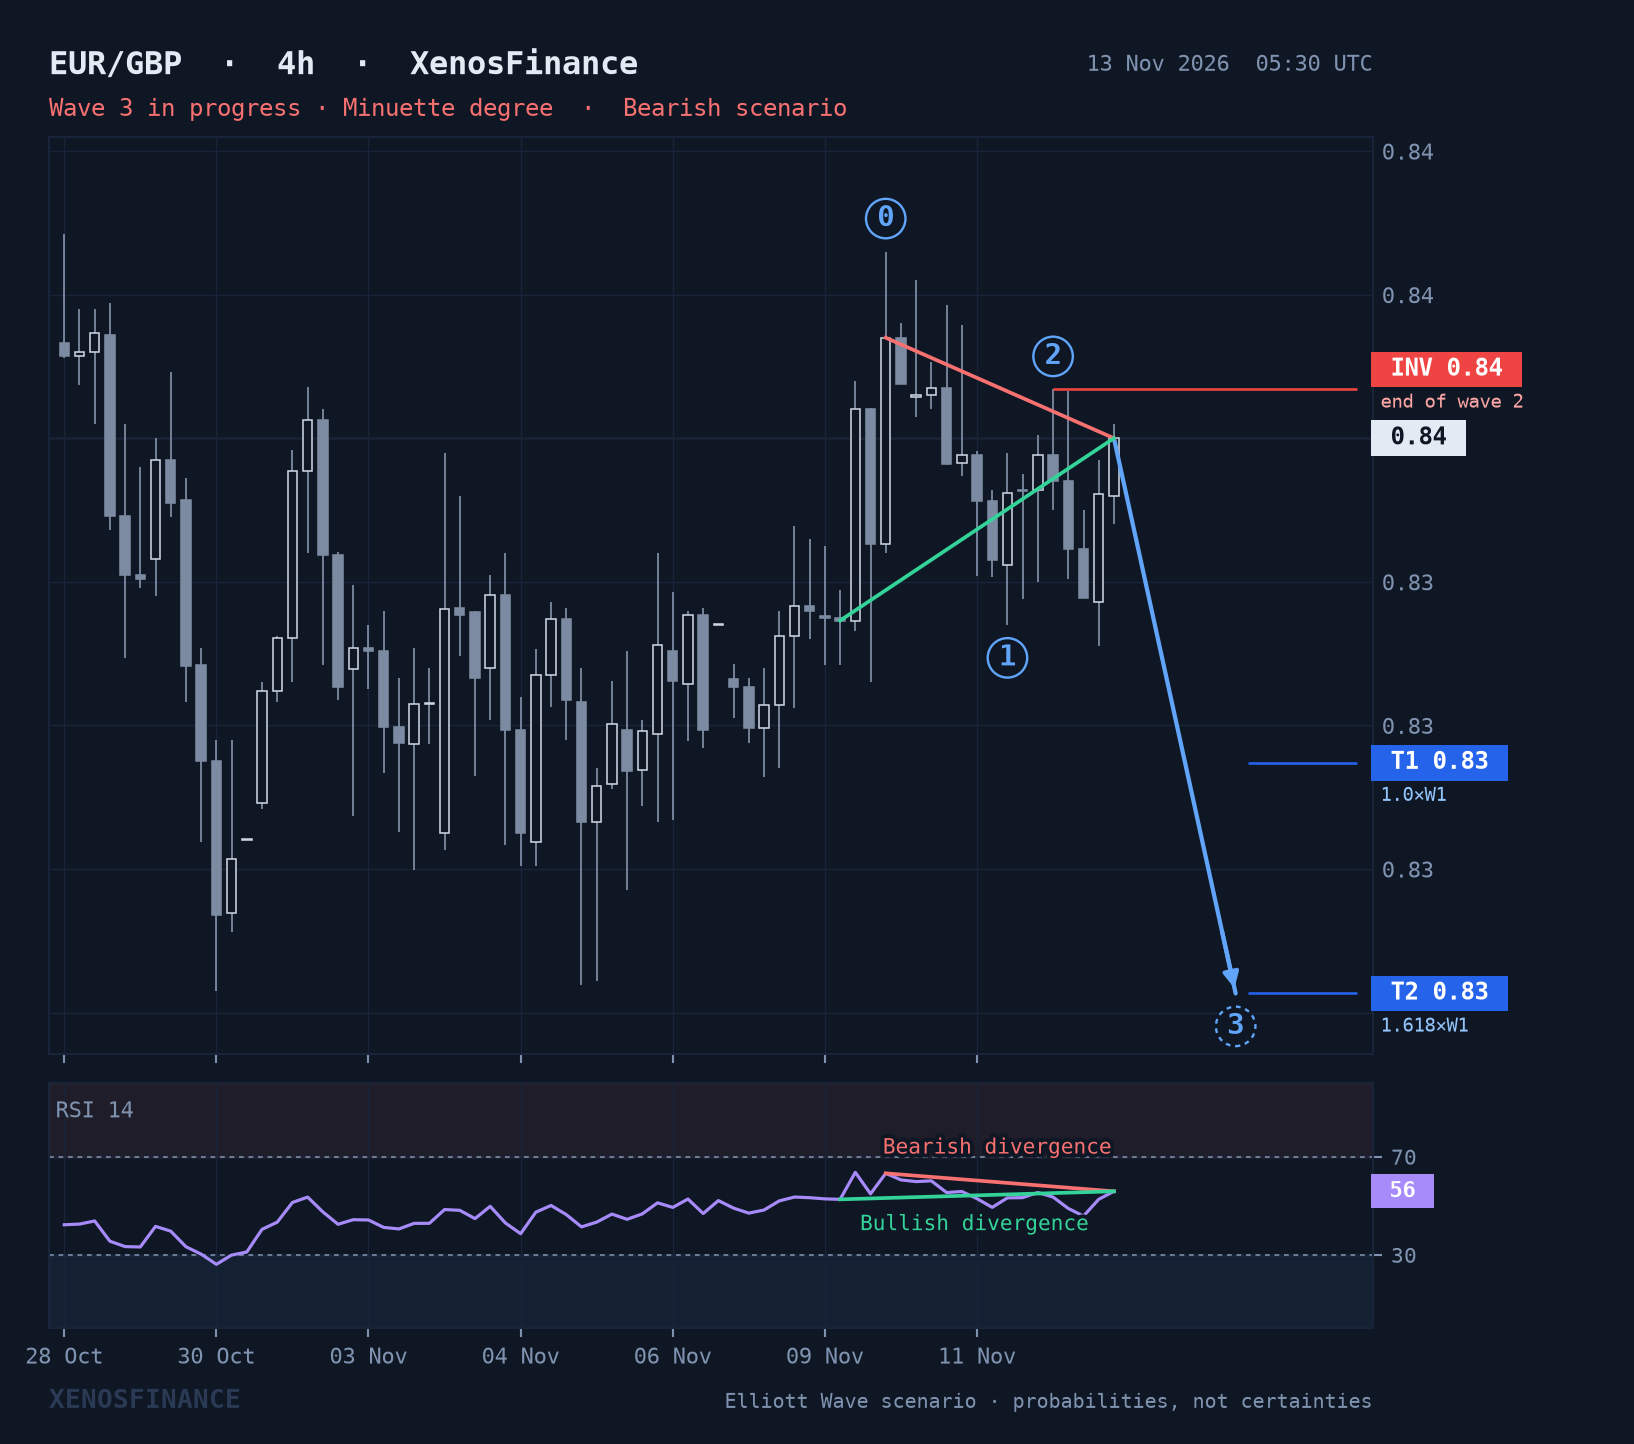 EUR/GBP · 4h · XenosFinance
13 Nov 2026 05:30 UTC
Wave 3 in progress · Minuette degree · Bearish scenario
0.84
0
0.84
2
INV 0.84
end of wave 2
0.84
0.83
1
0.83
T1 0.83
1.0×W1
0.83
T2 0.83
3
1.618×W1
RSI 14
Bearish divergence
70
56
Bullish divergence
30
28 Oct 30 Oct 03 Nov 04 Nov 06 Nov 09 Nov 11 Nov
XENOSFINANCE
Elliott Wave scenario · probabilities, not certainties